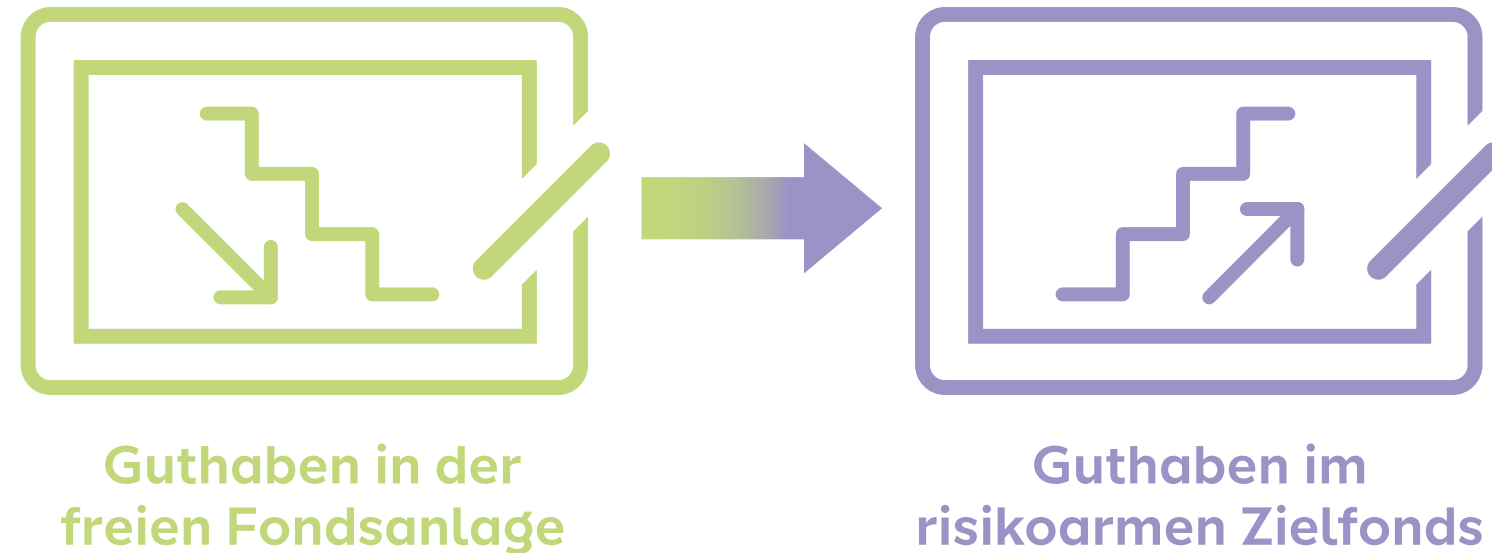 Guthaben in der
freien Fondsanlage
Guthaben im
risikoarmen Zielfonds